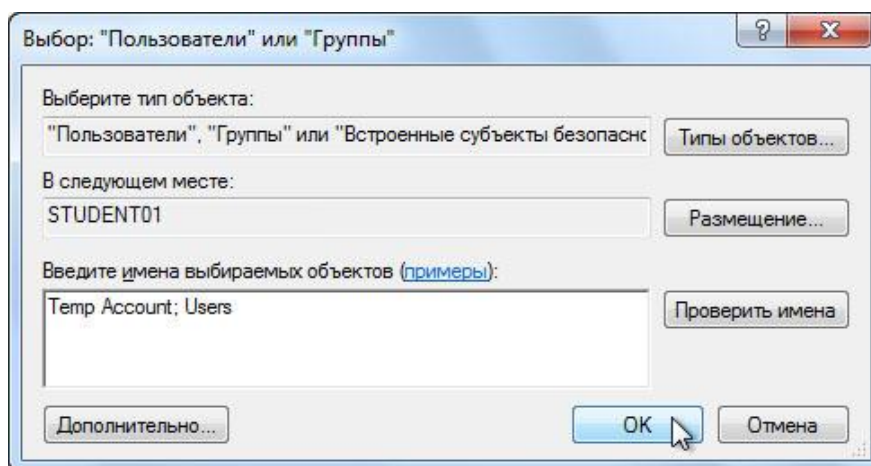 Выбор: "Пользователи" или "Группы"
Выберите тип объекта:
"Пользователи", "Группы" или "Встроенные субъекты безопасно
Типы объектов...
В следующем месте:
STUDENT01
Размещение...
Введите имена выбираемых объектов (примеры):
Temp Account; Users
Проверить имена
Дополнительно...
ОК
Отмена